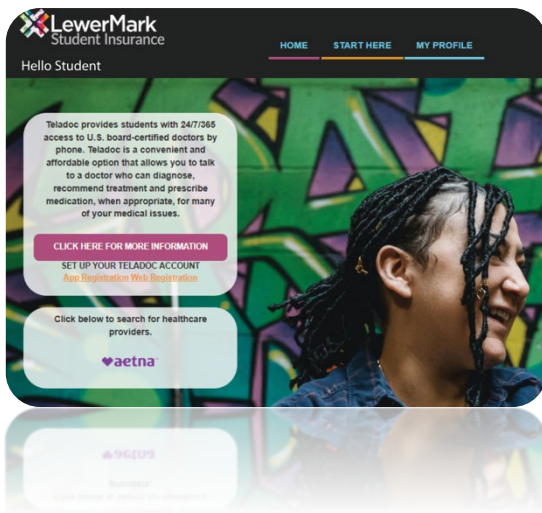 LewerMark
Student Insurance
HOME START HERE MY PROFILE
Hello Student
Teladoc provides students with 24/7/365
access to U.S. board-certified doctors by
phone. Teladoc is a convenient and
affordable option that allows you to talk
to a doctor who can diagnose,
recommend treatment and prescribe
medication, when appropriate, for many
of your medical issues.
CLICK HERE FOR MORE INFORMATION
SET UP YOUR TELADOC ACCOUNT
App Registration Web Registration
Click below to search for healthcare
providers.
aetna